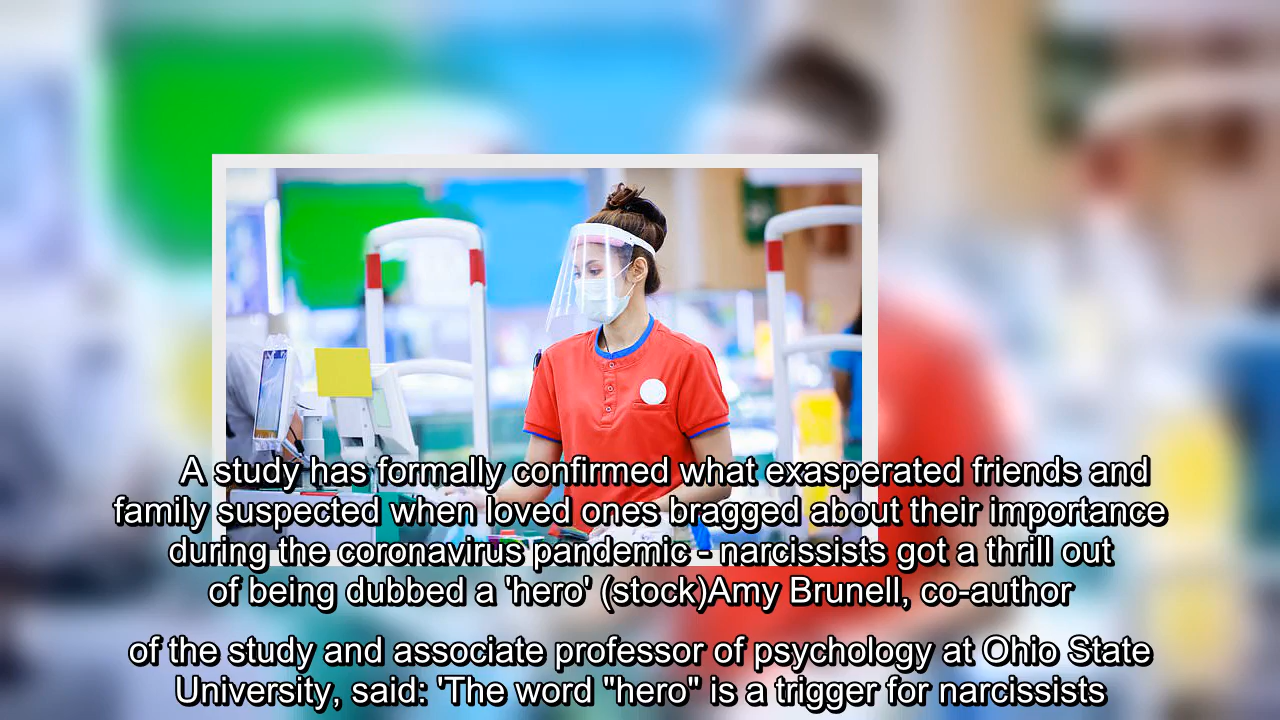 A study has formally confirmed what exasperated friends and
family suspected when loved ones bragged about their importance
during the coronavirus pandemic - narcissists got a thrill out
of being dubbed a 'hero' (stock)Amy Brunell, co-author
of the study and associate professor of psychology at Ohio State
University, said: 'The word "hero" is a trigger for narcissists